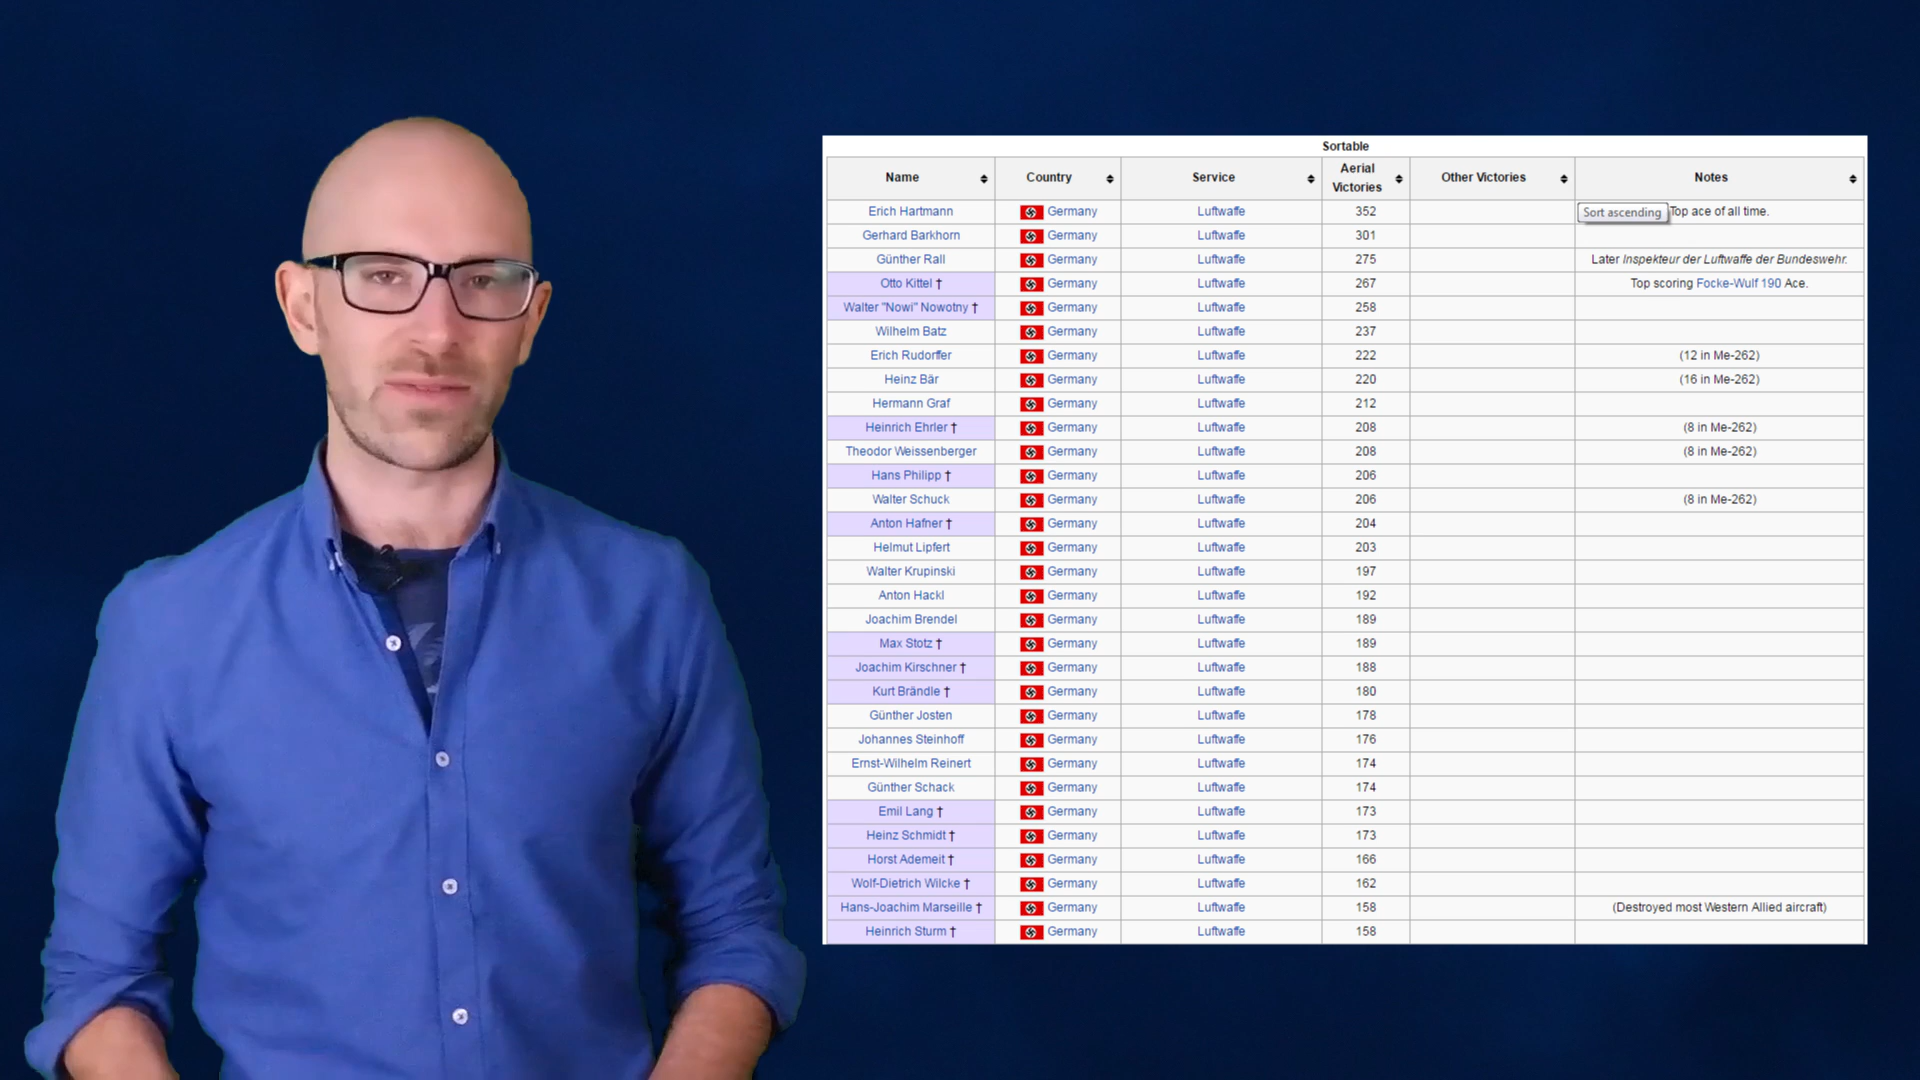 Sortable
Name Country Service Aerial Victories Other Victories Notes
Erich Hartmann Germany Luftwaffe 352 Sort ascending Top ace of all time.
Gerhard Barkhorn Germany Luftwaffe 301
Günther Rall Germany Luftwaffe 275 Later Inspekteur der Luftwaffe der Bundeswehr.
Otto Kittel † Germany Luftwaffe 267 Top scoring Focke-Wulf 190 Ace.
Walter "Nowi" Nowotny † Germany Luftwaffe 258
Wilhelm Batz Germany Luftwaffe 237
Erich Rudorffer Germany Luftwaffe 222 (12 in Me-262)
Heinz Bär Germany Luftwaffe 220 (16 in Me-262)
Hermann Graf Germany Luftwaffe 212
Heinrich Ehrler † Germany Luftwaffe 208 (8 in Me-262)
Theodor Weissenberger Germany Luftwaffe 208 (8 in Me-262)
Hans Philipp † Germany Luftwaffe 206
Walter Schuck Germany Luftwaffe 206 (8 in Me-262)
Anton Hafner † Germany Luftwaffe 204
Helmut Lipfert Germany Luftwaffe 203
Walter Krupinski Germany Luftwaffe 197
Anton Hackl Germany Luftwaffe 192
Joachim Brendel Germany Luftwaffe 189
Max Stotz † Germany Luftwaffe 189
Joachim Kirschner † Germany Luftwaffe 188
Kurt Brändle † Germany Luftwaffe 180
Günther Josten Germany Luftwaffe 178
Johannes Steinhoff Germany Luftwaffe 176
Ernst-Wilhelm Reinert Germany Luftwaffe 174
Günther Schack Germany Luftwaffe 174
Emil Lang † Germany Luftwaffe 173
Heinz Schmidt † Germany Luftwaffe 173
Horst Ademeit † Germany Luftwaffe 166
Wolf-Dietrich Wilcke † Germany Luftwaffe 162
Hans-Joachim Marseille † Germany Luftwaffe 158 (Destroyed most Western Allied aircraft)
Heinrich Sturm † Germany Luftwaffe 158